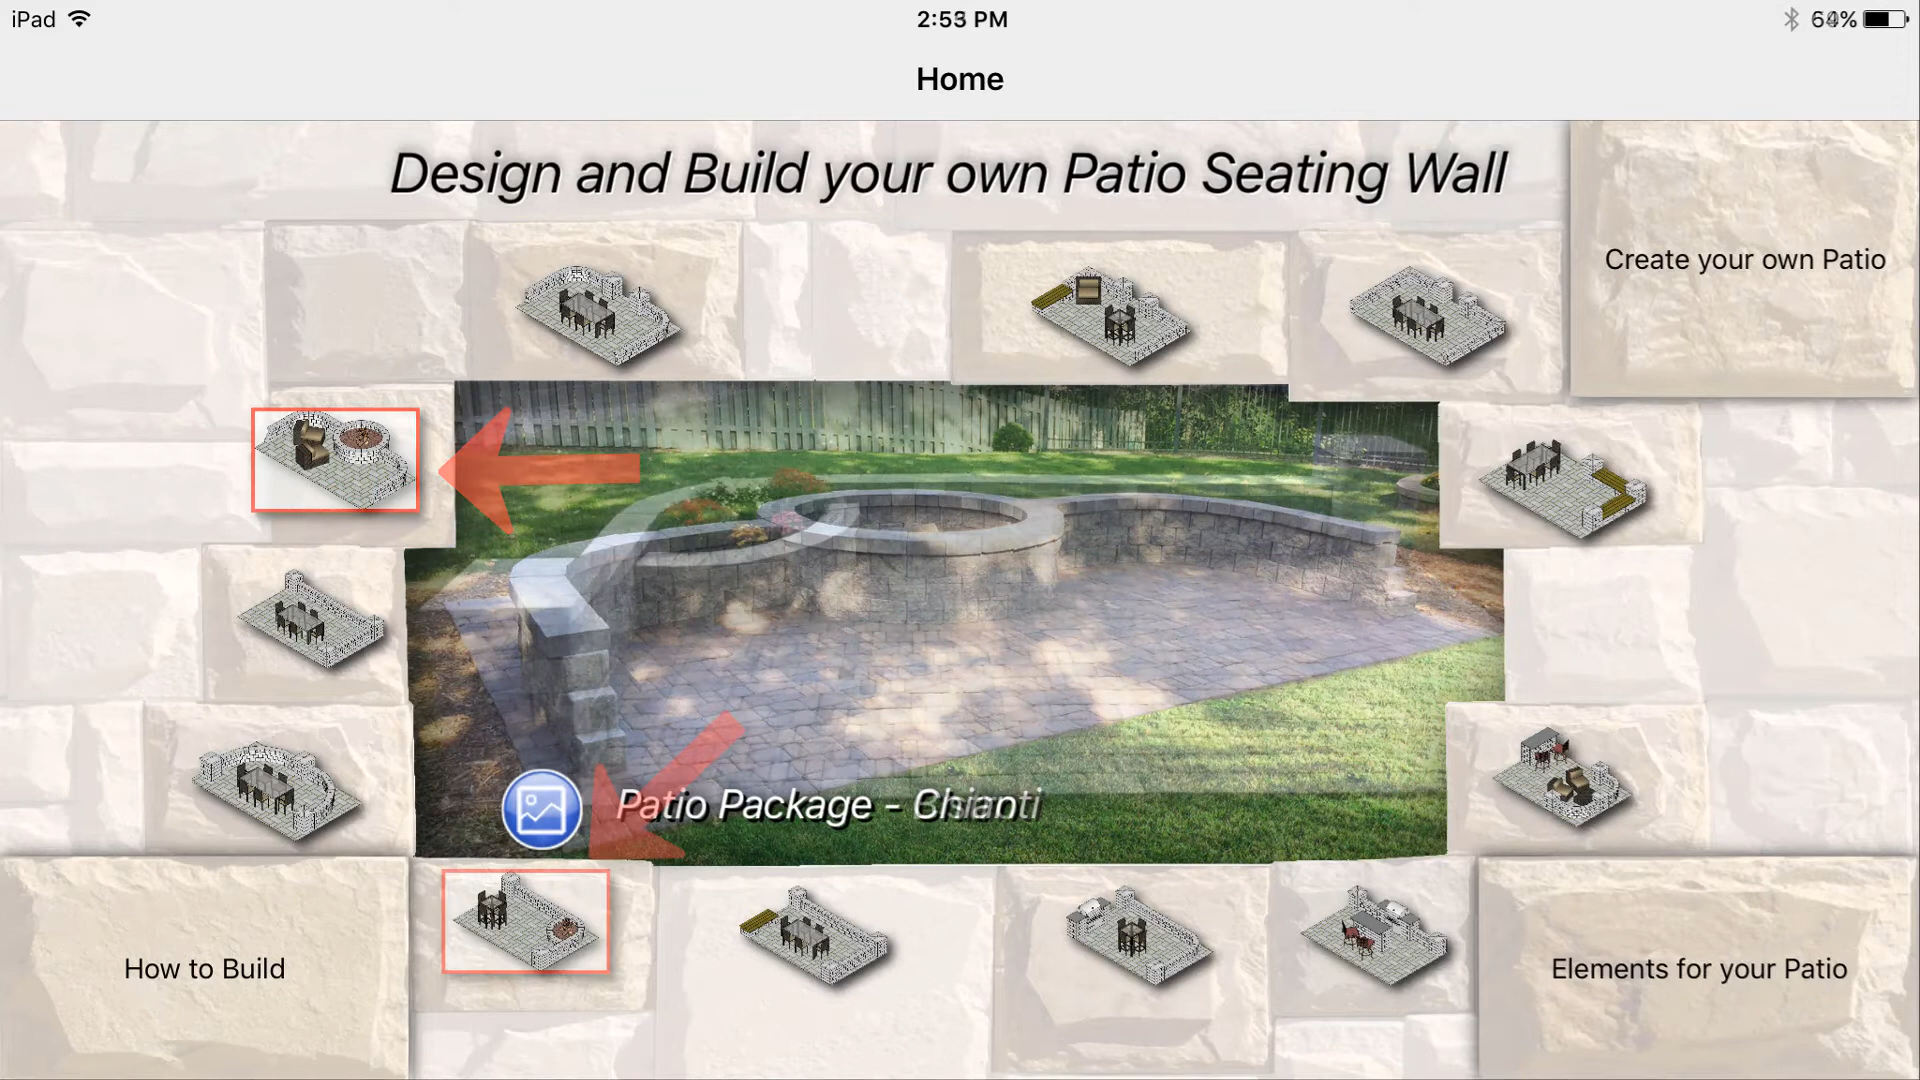 iPad
2:53 PM
Home
Design and Build your own Patio Seating Wall
Create your own Patio
Patio Package - Chianti
How to Build
Elements for your Patio